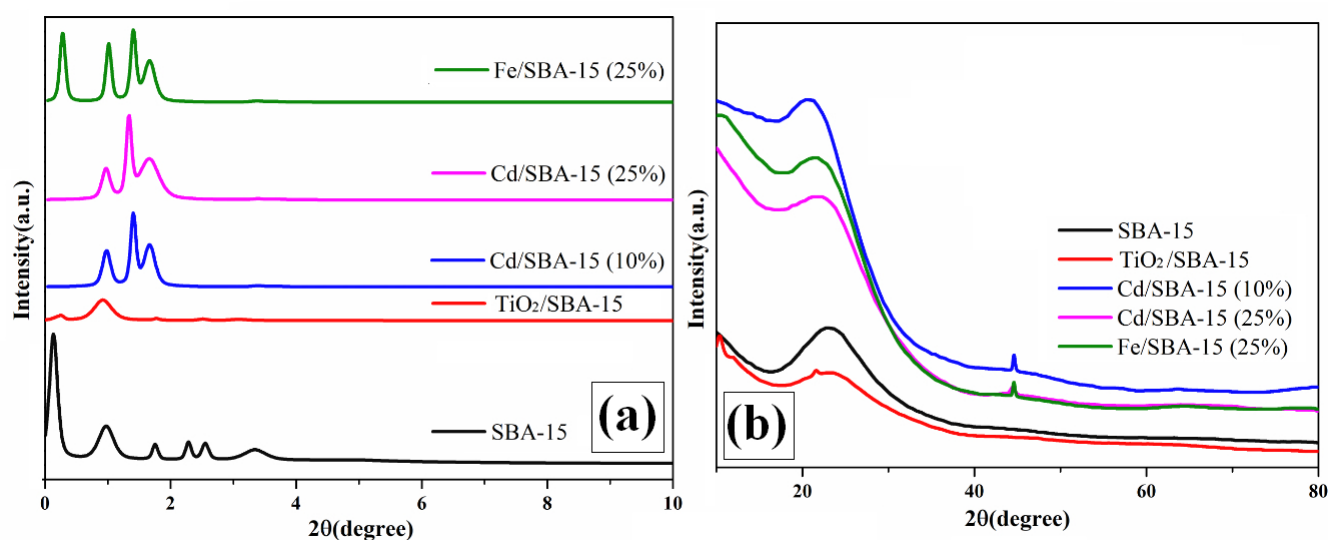 Fe/SBA-15 (25%)
Cd/SBA-15 (25%)
Cd/SBA-15 (10%)
TiO₂/SBA-15
SBA-15
(a)
Intensity(a.u.)
0 2 4 6 8 10
2θ(degree)
SBA-15
TiO₂/SBA-15
Cd/SBA-15 (10%)
Cd/SBA-15 (25%)
Fe/SBA-15 (25%)
(b)
Intensity(a.u.)
20 40 60 80
2θ(degree)